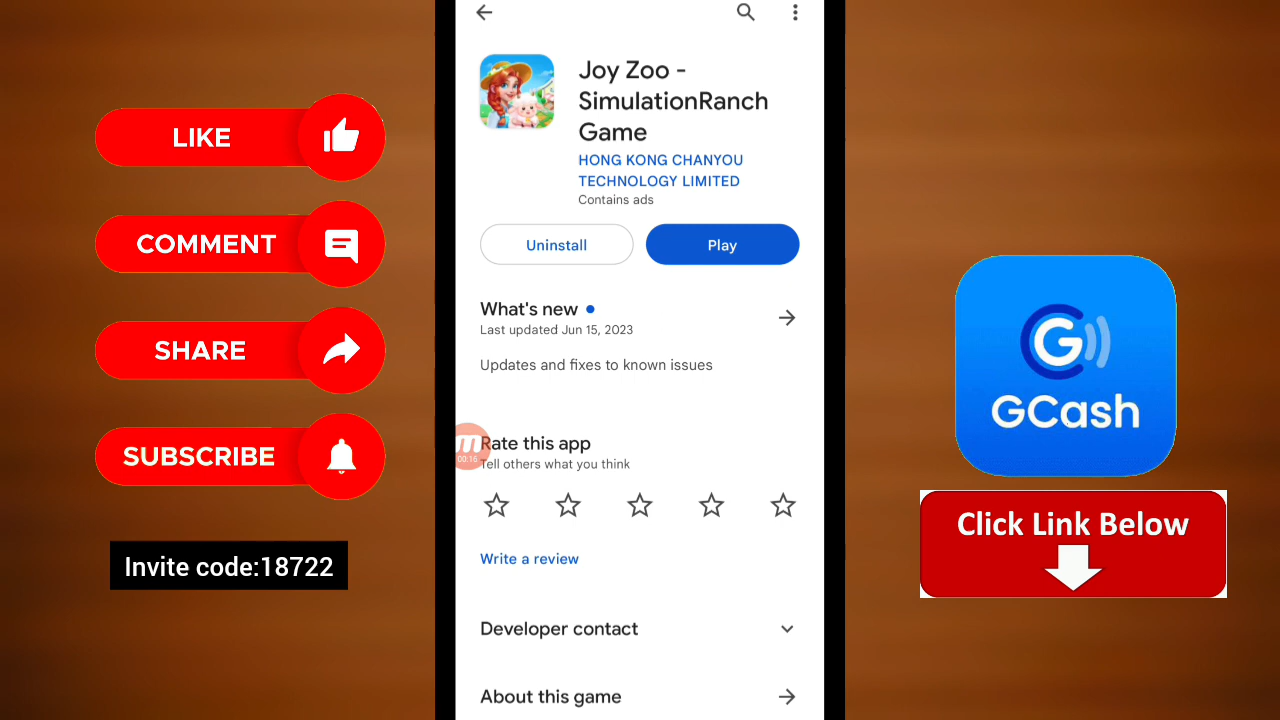 LIKE
COMMENT
SHARE
SUBSCRIBE
Invite code:18722
Joy Zoo -
SimulationRanch
Game
HONG KONG CHANYOU
TECHNOLOGY LIMITED
Contains ads
Uninstall
Play
What's new
Last updated Jun 15, 2023
Updates and fixes to known issues
00:16
Rate this app
Tell others what you think
Write a review
Developer contact
About this game
G
GCash
Click Link Below